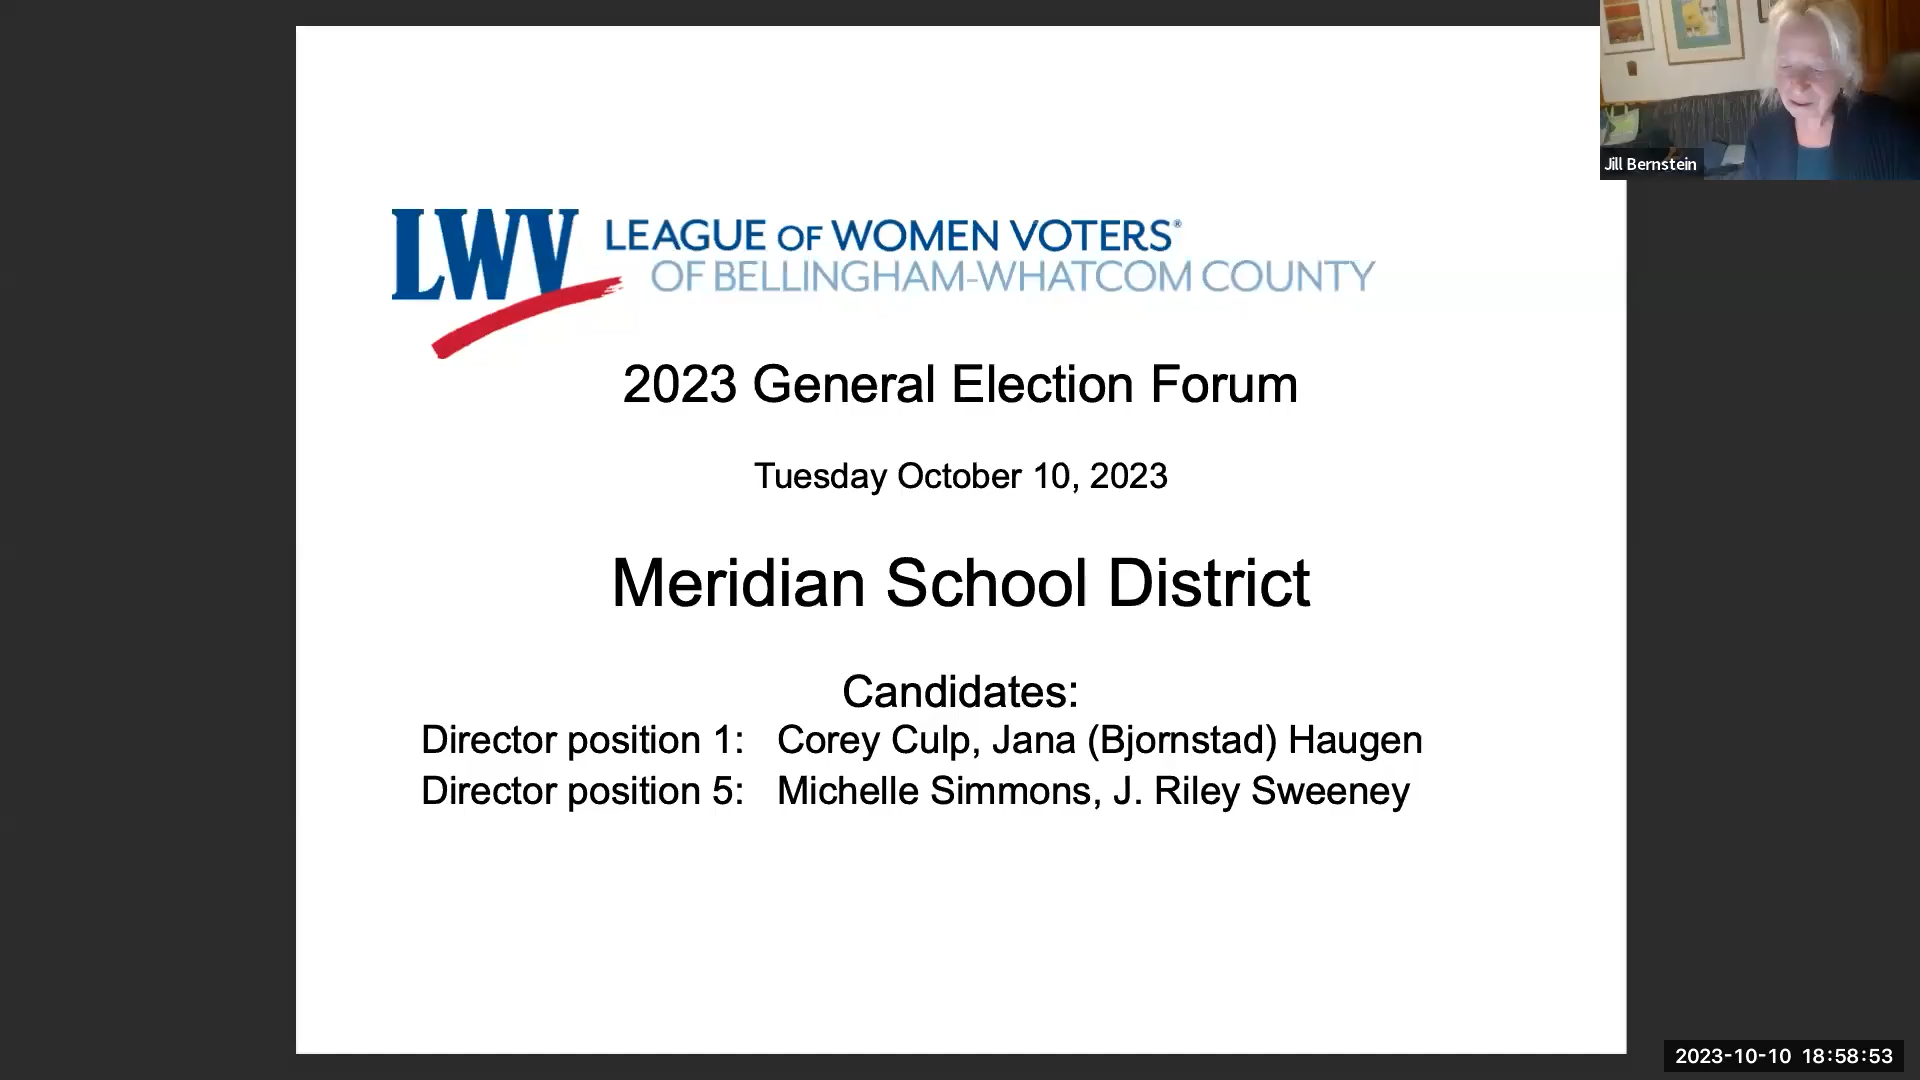 Jill Bernstein
LWV LEAGUE OF WOMEN VOTERS®
OF BELLINGHAM-WHATCOM COUNTY
2023 General Election Forum
Tuesday October 10, 2023
Meridian School District
Candidates:
Director position 1: Corey Culp, Jana (Bjornstad) Haugen
Director position 5: Michelle Simmons, J. Riley Sweeney
2023-10-10 18:58:53